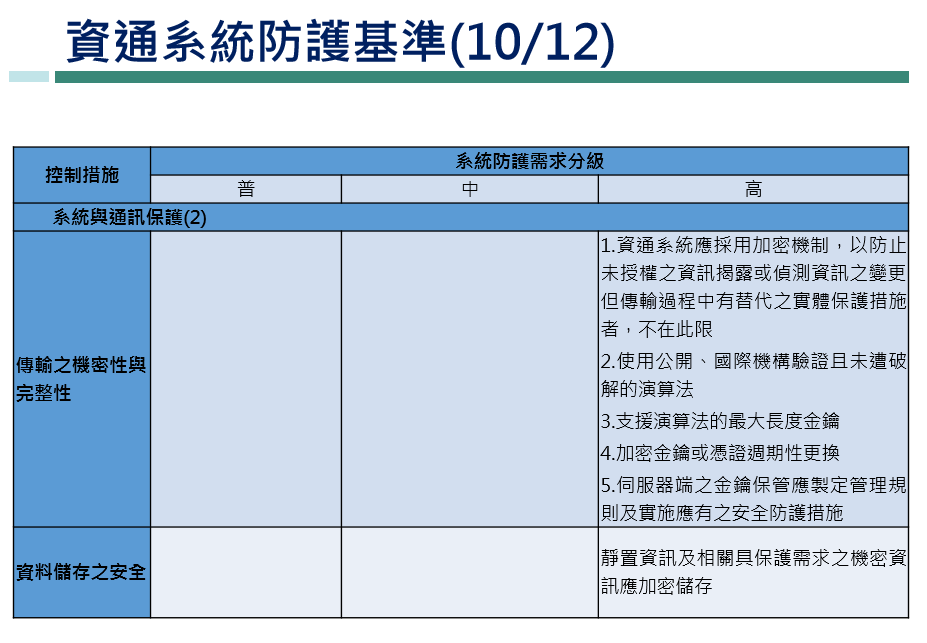 資通系統防護基準(10/12)
控制措施
系統防護需求分級
普
中
高
系統與通訊保護(2)
傳輸之機密性與
完整性
1.資通系統應採用加密機制，以防止
未授權之資訊揭露或偵測資訊之變更
但傳輸過程中有替代之實體保護措施
者，不在此限
2.使用公開、國際機構驗證且未遭破
解的演算法
3.支援演算法的最大長度金鑰
4.加密金鑰或憑證週期性更換
5.伺服器端之金鑰保管應製定管理規
則及實施應有之安全防護措施
資料儲存之安全
靜置資訊及相關具保護需求之機密資
訊應加密儲存